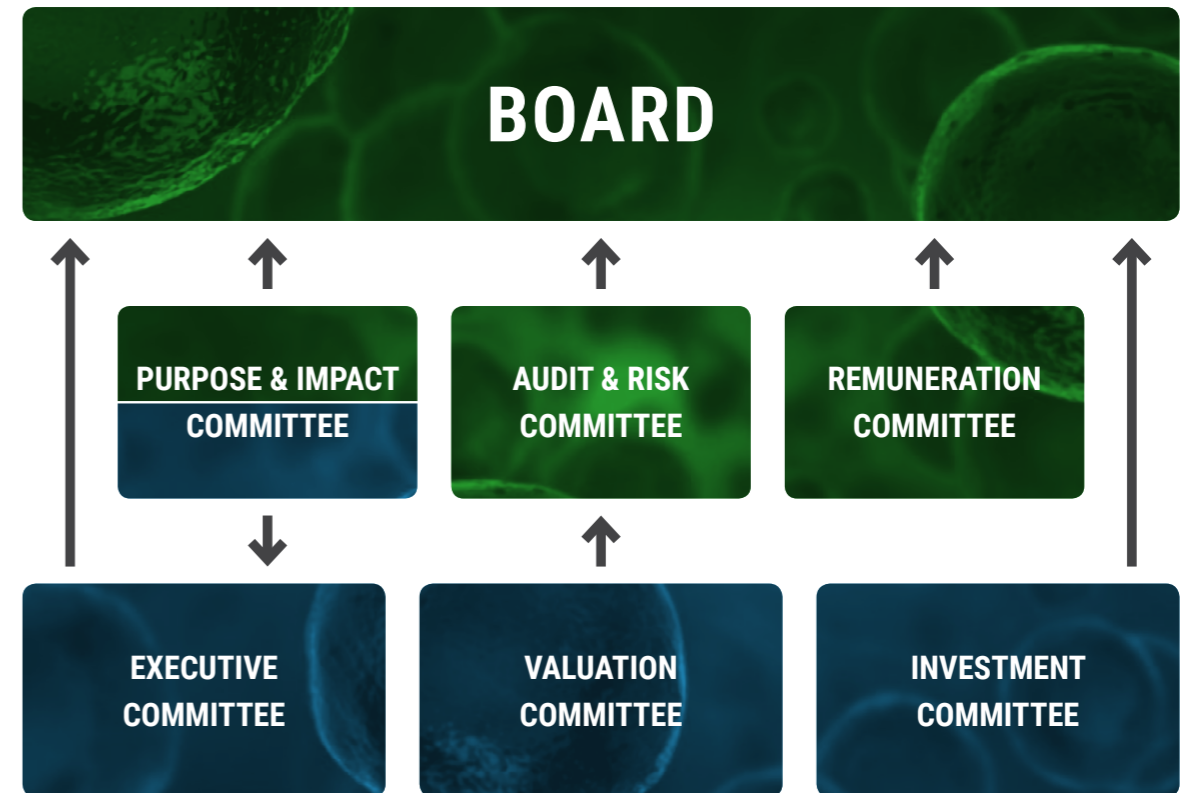 BOARD
PURPOSE & IMPACT
COMMITTEE
AUDIT & RISK
COMMITTEE
REMUNERATION
COMMITTEE
EXECUTIVE
COMMITTEE
VALUATION
COMMITTEE
INVESTMENT
COMMITTEE